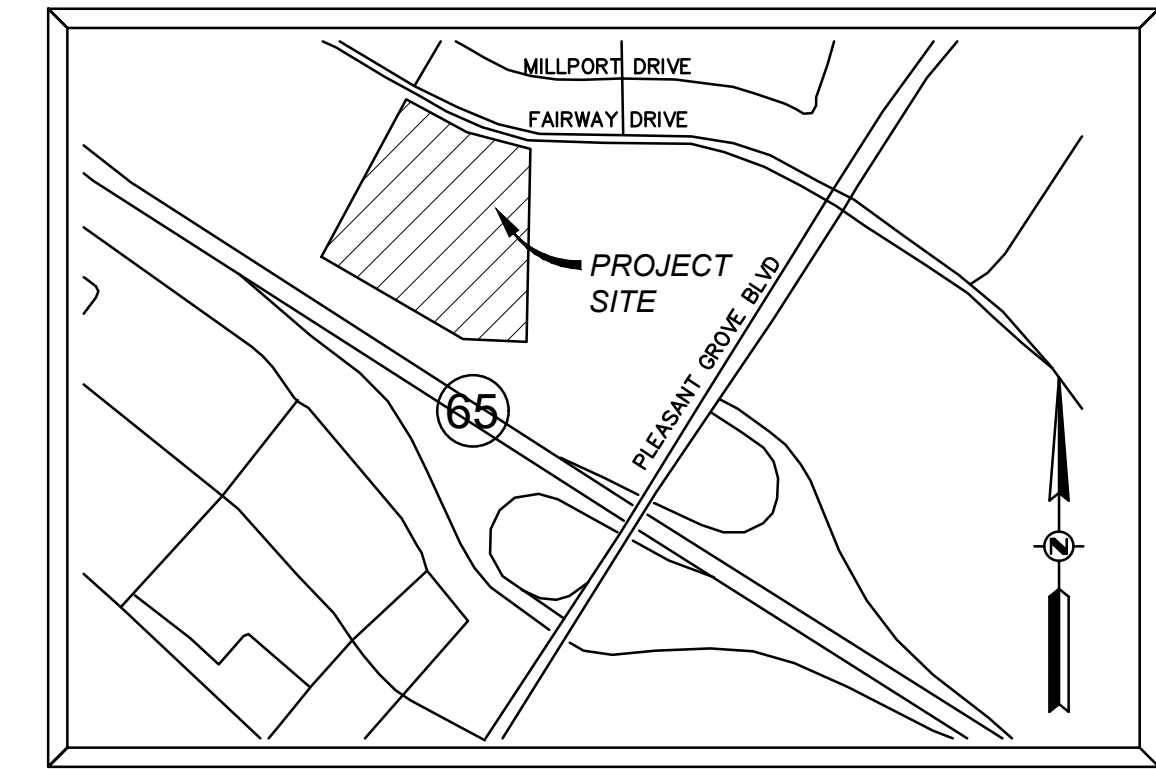 MILLPORT DRIVE
FAIRWAY DRIVE
PROJECT
SITE
PLEASANT GROVE BLVD
65
N